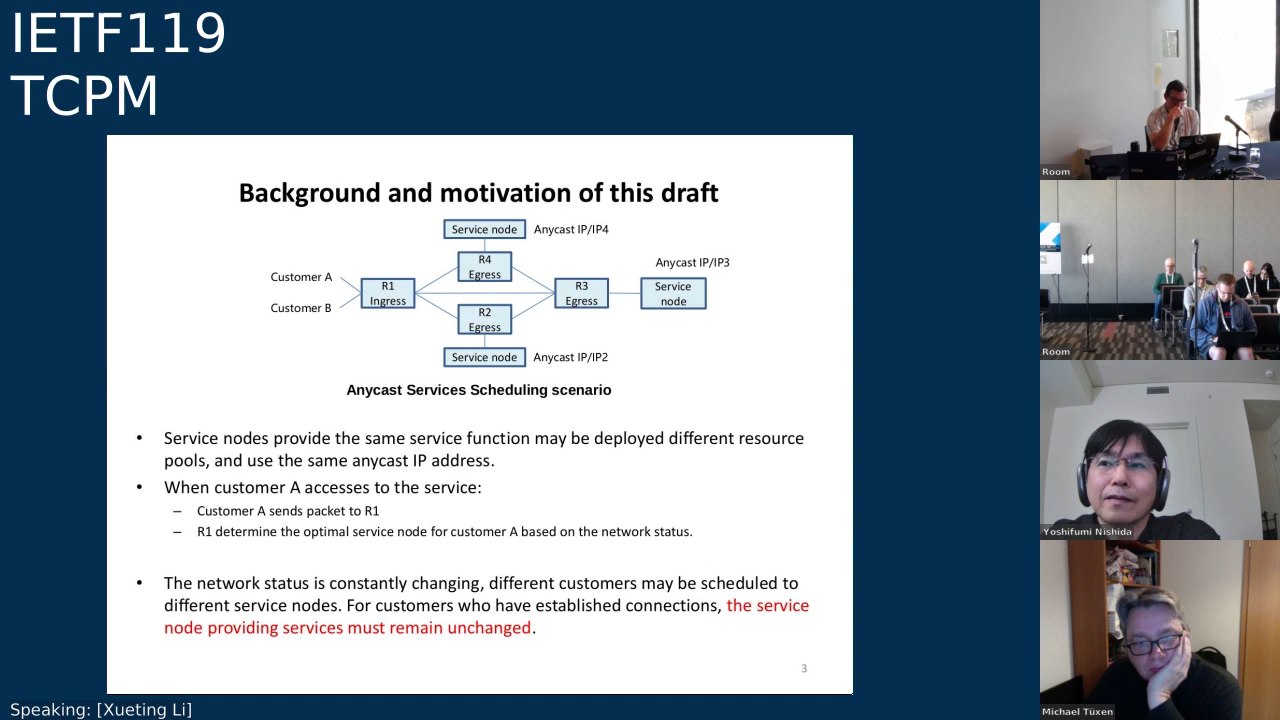 IETF119
TCPM
Background and motivation of this draft
Service node
Anycast IP/IP4
R4
Egress
Anycast IP/IP3
Customer A
R1
Ingress
R3
Egress
Service
node
Customer B
R2
Egress
Service node
Anycast IP/IP2
Anycast Services Scheduling scenario
• Service nodes provide the same service function may be deployed different resource
pools, and use the same anycast IP address.
• When customer A accesses to the service:
– Customer A sends packet to R1
– R1 determine the optimal service node for customer A based on the network status.
• The network status is constantly changing, different customers may be scheduled to
different service nodes. For customers who have established connections, the service
node providing services must remain unchanged.
3
Speaking: [Xueting Li]
Room
Room
Yoshifumi Nishida
Michael Tüxen